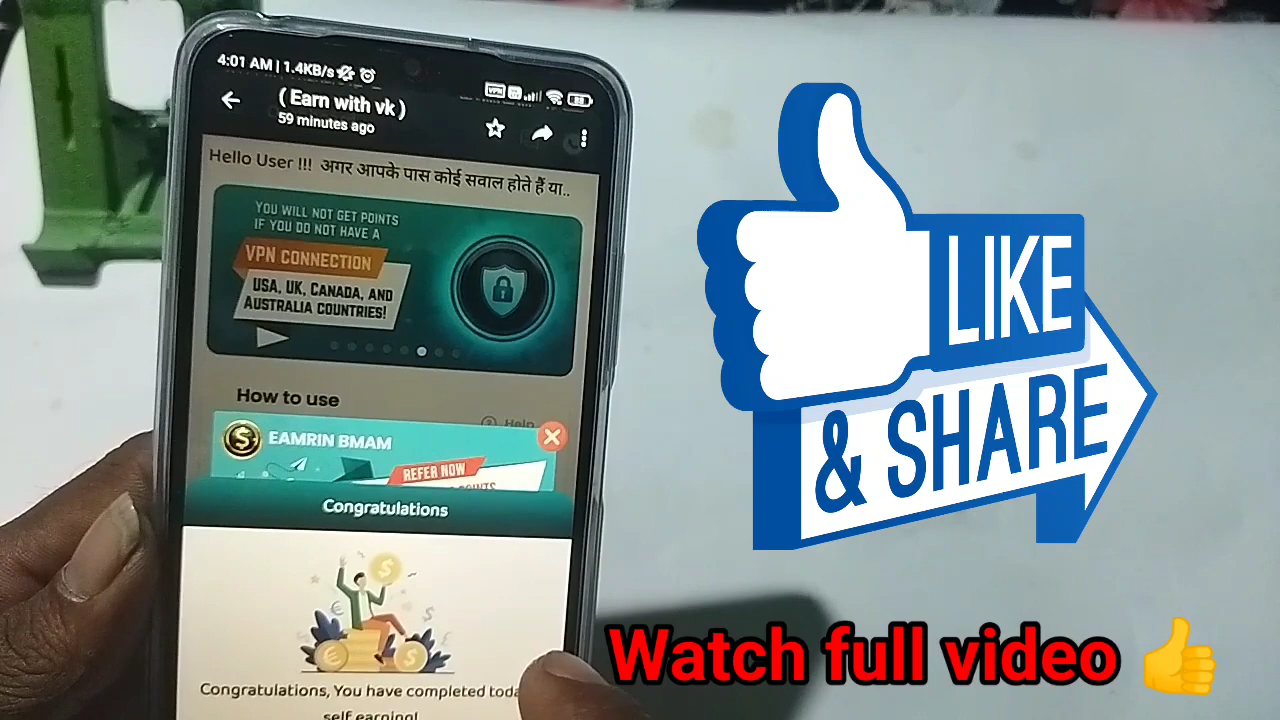 4:01 AM | 1.4KB/s
( Earn with vk )
59 minutes ago
Hello User !!! अगर आपके पास कोई सवाल होते हैं या..
YOU WILL NOT GET POINTS
IF YOU DO NOT HAVE A
VPN CONNECTION
USA, UK, CANADA, AND
AUSTRALIA COUNTRIES!
How to use
Help
EAMRIN BMAM
REFER NOW
Congratulations
Congratulations, You have completed toda
self earning!
LIKE
& SHARE
Watch full video